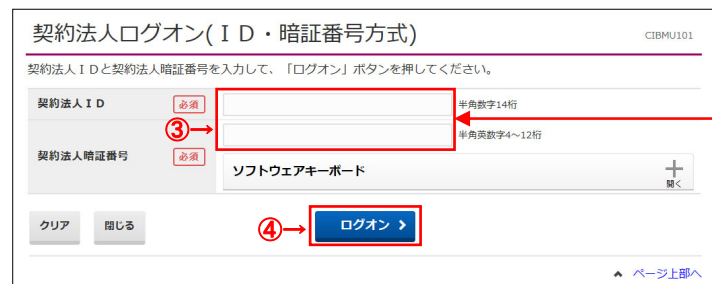 契約法人ログオン(ＩＤ・暗証番号方式)
CIBMU101
契約法人ＩＤと契約法人暗証番号を入力して、「ログオン」ボタンを押してください。
契約法人ＩＤ 必須 半角数字14桁
③→
半角英数字4～12桁
契約法人暗証番号 必須
ソフトウェアキーボード 開く
クリア 閉じる ④→ ログオン
ページ上部へ